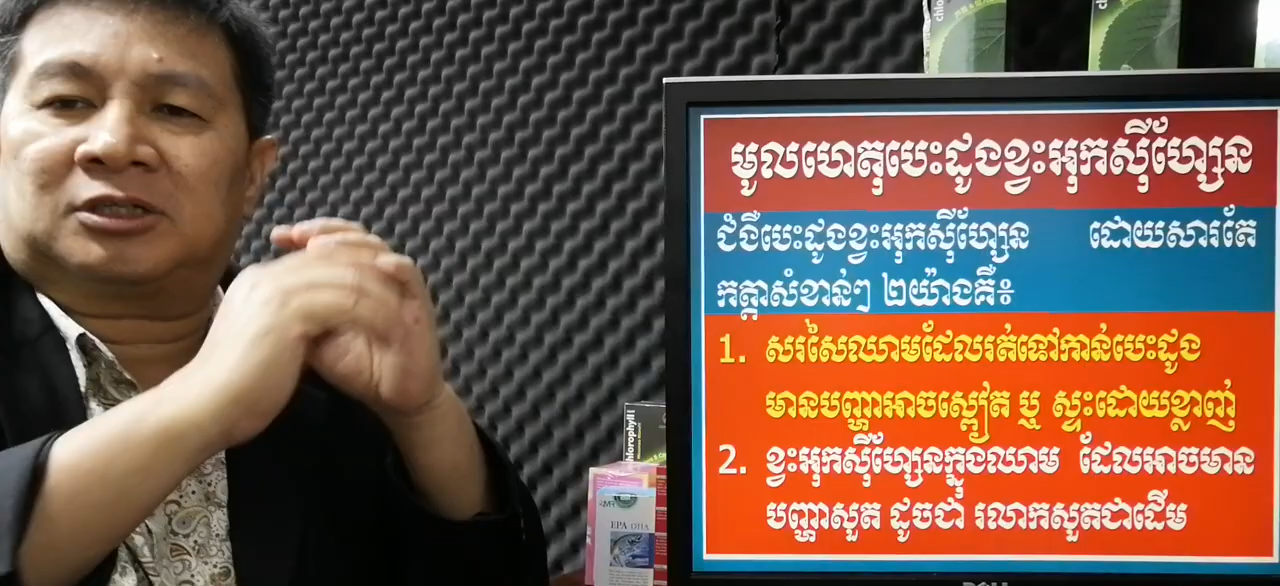 មូលហេតុបេះដូងខ្វះអុកស៊ីហ្សែន
ជំងឺបេះដូងខ្វះអុកស៊ីហ្សែន ដោយសារតែ
កត្តាសំខាន់ៗ ២យ៉ាងគឺ៖
1. សរសៃឈាមដែលរត់ទៅកាន់បេះដូង
មានបញ្ហាអាចស្ពៀត ឬ ស្ទះដោយខ្លាញ់
2. ខ្វះអុកស៊ីហ្សែនក្នុងឈាម ដែលអាចមាន
បញ្ហាសួត ដូចជា រលាកសួតជាដើម
chlorophyll
EPA DHA
DELL